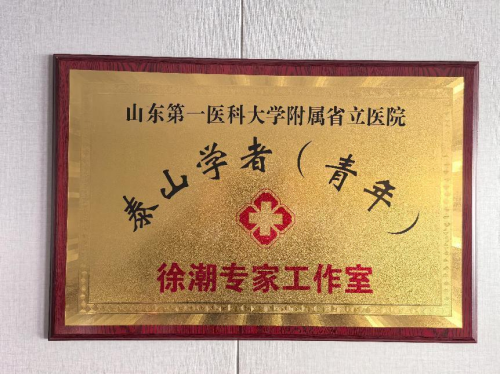 山东第一医科大学附属省立医院
泰山学者（青年）
徐潮专家工作室